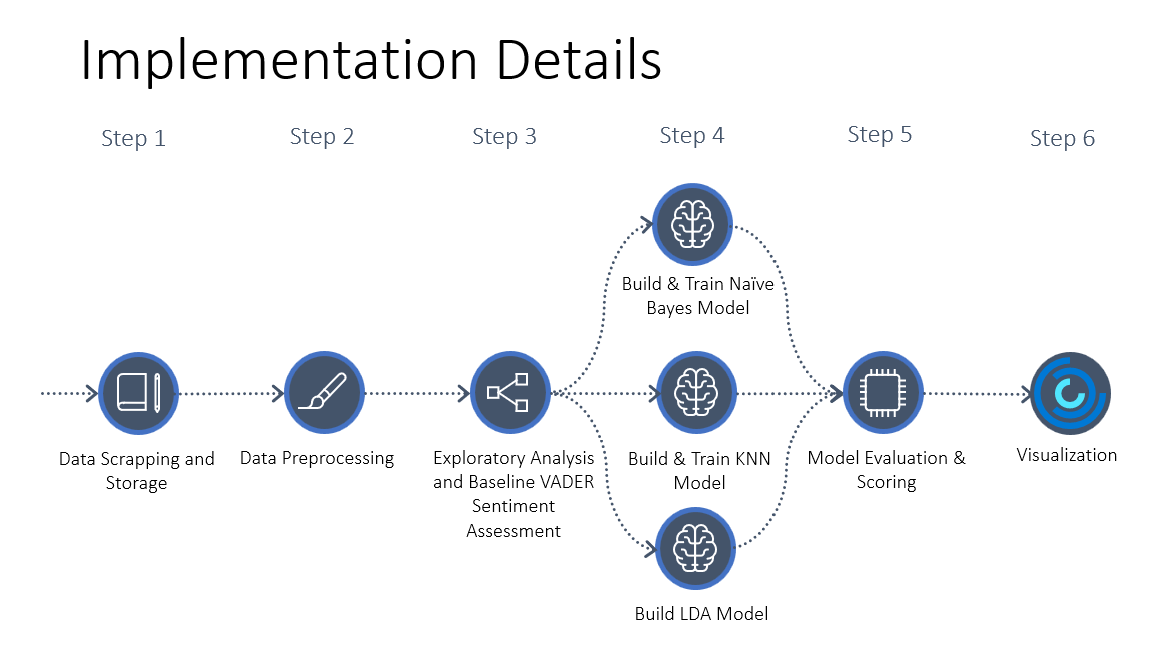 Implementation Details
Step 1
Step 2
Step 3
Step 4
Step 5
Step 6
Build & Train Naïve
Bayes Model
Data Scrapping and
Storage
Data Preprocessing
Exploratory Analysis
and Baseline VADER
Sentiment
Assessment
Build & Train KNN
Model
Model Evaluation &
Scoring
Visualization
Build LDA Model